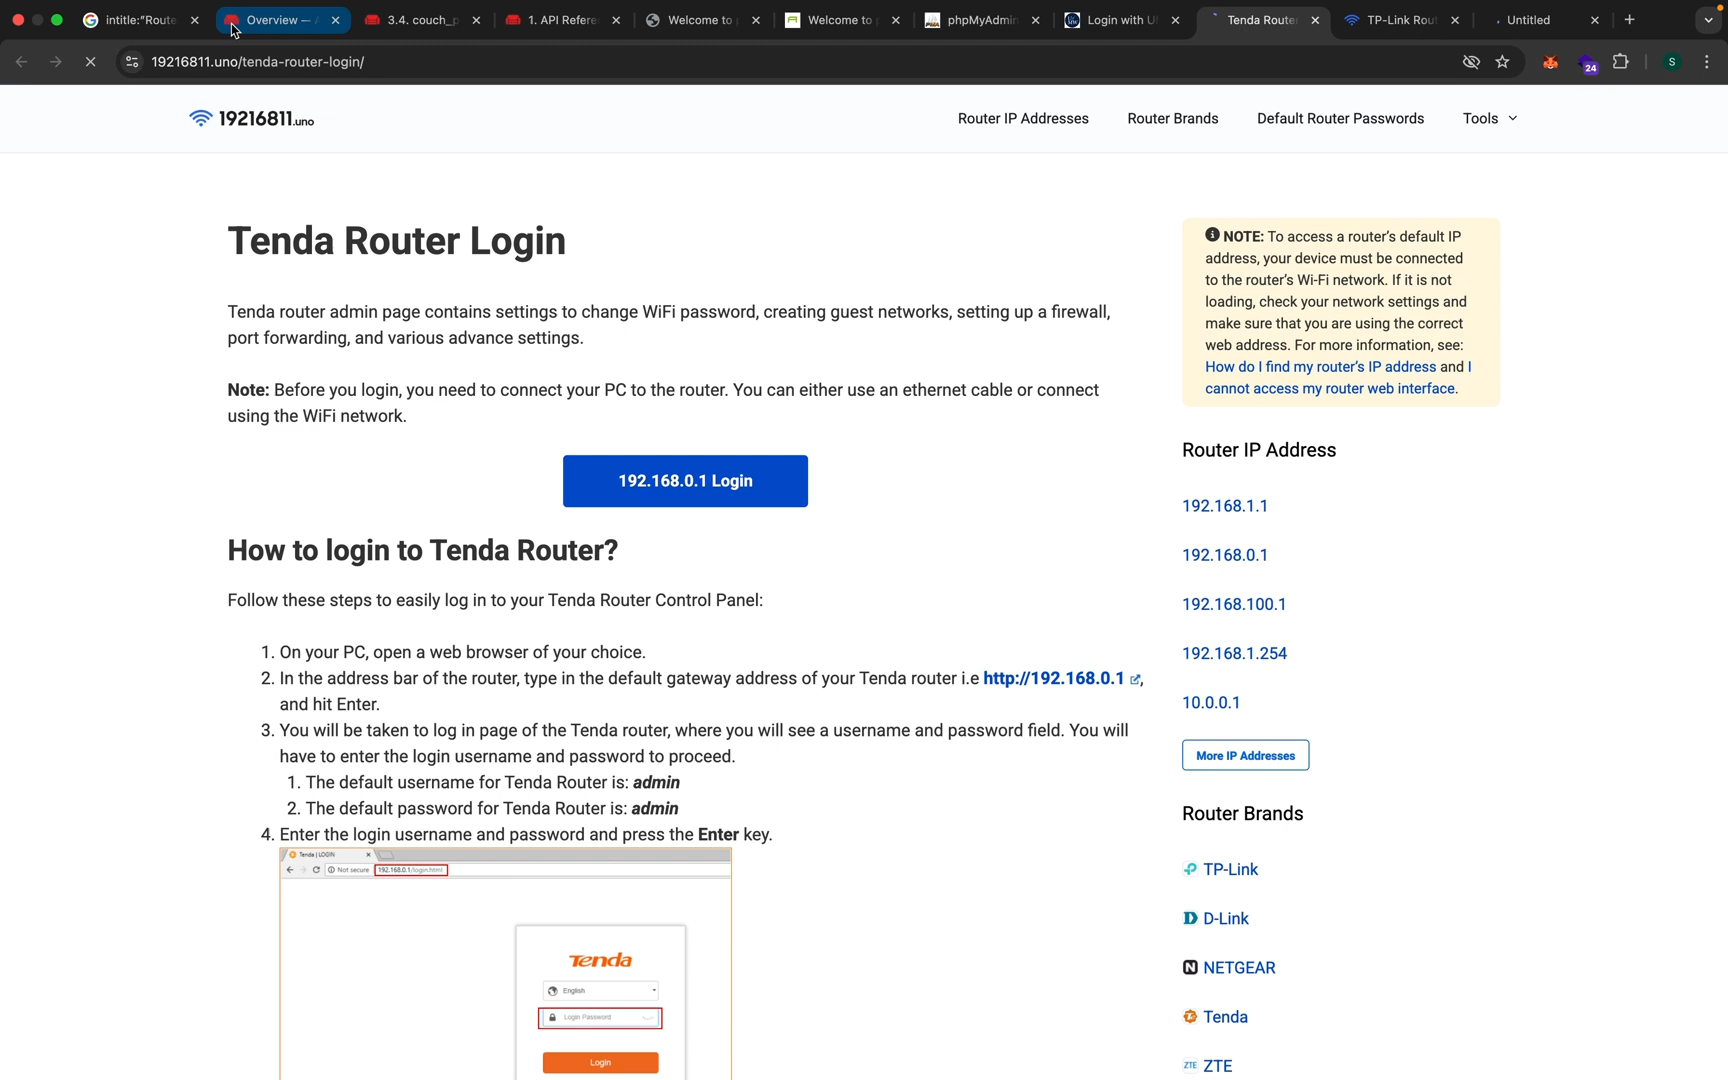 intitle:"Route
Overview — A
3.4. couch_p
1. API Refere
Welcome to p
Welcome to p
phpMyAdmin
Login with U
Tenda Router
TP-Link Rout
Untitled
19216811.uno/tenda-router-login/
24
S
19216811.uno
Router IP Addresses
Router Brands
Default Router Passwords
Tools
Tenda Router Login
Tenda router admin page contains settings to change WiFi password, creating guest networks, setting up a firewall,
port forwarding, and various advance settings.
Note: Before you login, you need to connect your PC to the router. You can either use an ethernet cable or connect
using the WiFi network.
192.168.0.1 Login
How to login to Tenda Router?
Follow these steps to easily log in to your Tenda Router Control Panel:
1. On your PC, open a web browser of your choice.
2. In the address bar of the router, type in the default gateway address of your Tenda router i.e http://192.168.0.1 ,
and hit Enter.
3. You will be taken to log in page of the Tenda router, where you will see a username and password field. You will
have to enter the login username and password to proceed.
1. The default username for Tenda Router is: admin
2. The default password for Tenda Router is: admin
4. Enter the login username and password and press the Enter key.
Tenda | LOGIN
Not secure 192.168.0.1/login.html
Tenda
English
Login Password
Login
NOTE: To access a router's default IP
address, your device must be connected
to the router's Wi-Fi network. If it is not
loading, check your network settings and
make sure that you are using the correct
web address. For more information, see:
How do I find my router's IP address and I
cannot access my router web interface.
Router IP Address
192.168.1.1
192.168.0.1
192.168.100.1
192.168.1.254
10.0.0.1
More IP Addresses
Router Brands
TP-Link
D-Link
NETGEAR
Tenda
ZTE ZTE